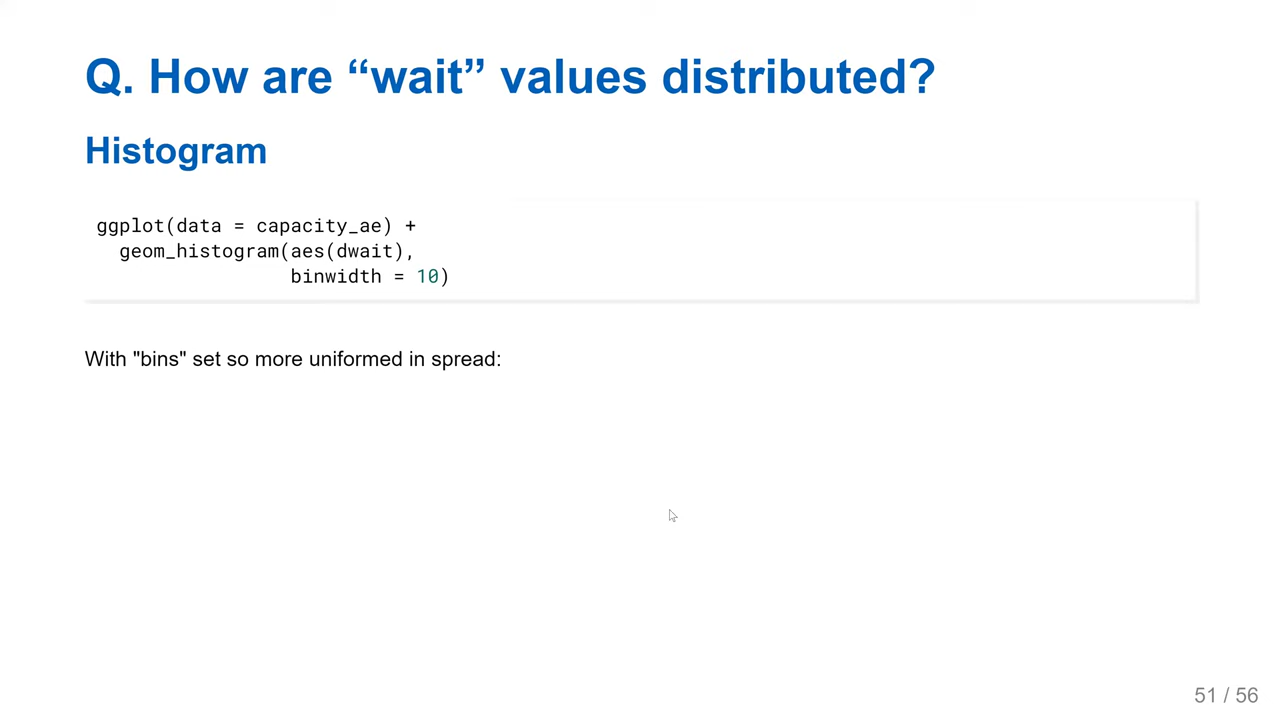 Q. How are “wait” values distributed?
Histogram
ggplot(data = capacity_ae) +
geom_histogram(aes(dwait),
binwidth = 10)
With "bins" set so more uniformed in spread:
51 / 56